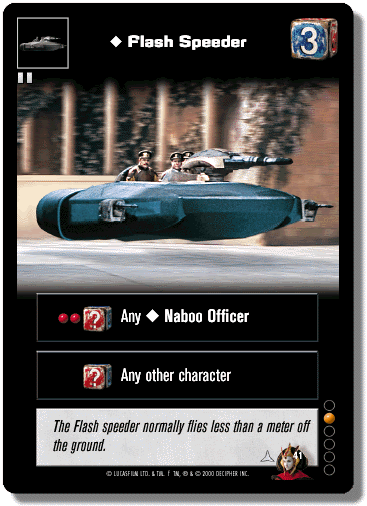 ◆ Flash Speeder
3
? Any ◆ Naboo Officer
? Any other character
The Flash speeder normally flies less than a meter off
the ground.
41
© LUCASFILM LTD. & TM. ® & © 2000 DECIPHER INC.